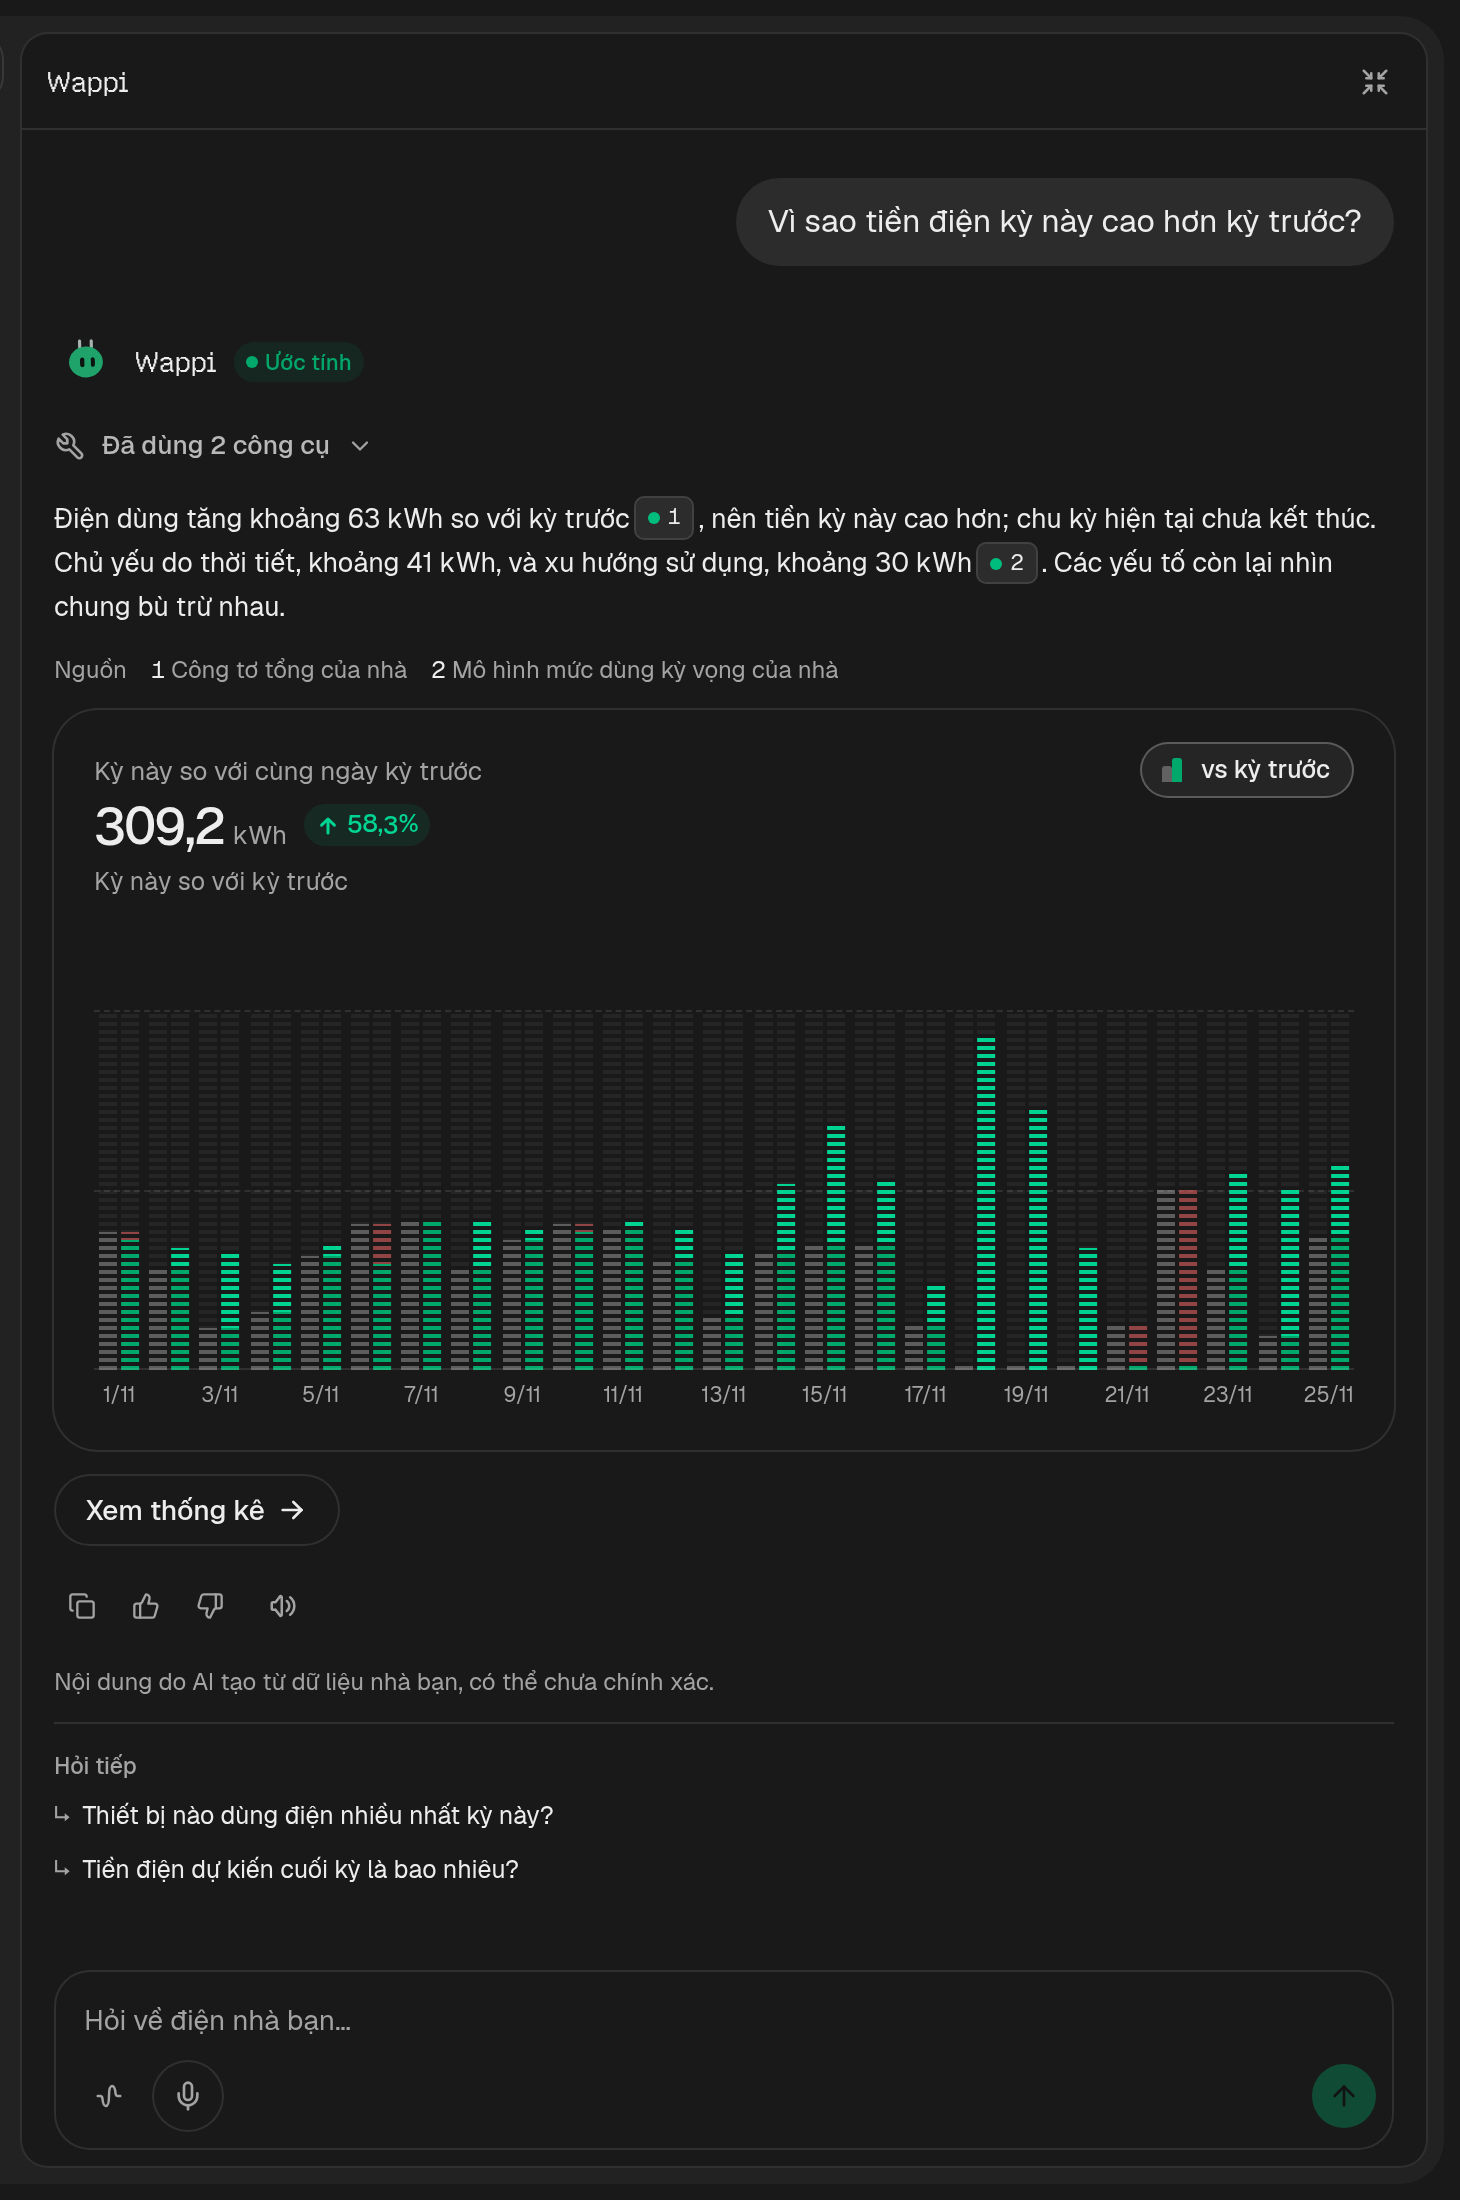 Wappi
Vì sao tiền điện kỳ này cao hơn kỳ trước?
Wappi Ước tính
Đã dùng 2 công cụ
Điện dùng tăng khoảng 63 kWh so với kỳ trước 1 , nên tiền kỳ này cao hơn; chu kỳ hiện tại chưa kết thúc.
Chủ yếu do thời tiết, khoảng 41 kWh, và xu hướng sử dụng, khoảng 30 kWh 2 . Các yếu tố còn lại nhìn
chung bù trừ nhau.
Nguồn 1 Công tơ tổng của nhà 2 Mô hình mức dùng kỳ vọng của nhà
Kỳ này so với cùng ngày kỳ trước
vs kỳ trước
309,2 kWh 58,3%
Kỳ này so với kỳ trước
1/11 3/11 5/11 7/11 9/11 11/11 13/11 15/11 17/11 19/11 21/11 23/11 25/11
Xem thống kê
Nội dung do AI tạo từ dữ liệu nhà bạn, có thể chưa chính xác.
Hỏi tiếp
Thiết bị nào dùng điện nhiều nhất kỳ này?
Tiền điện dự kiến cuối kỳ là bao nhiêu?
Hỏi về điện nhà bạn...